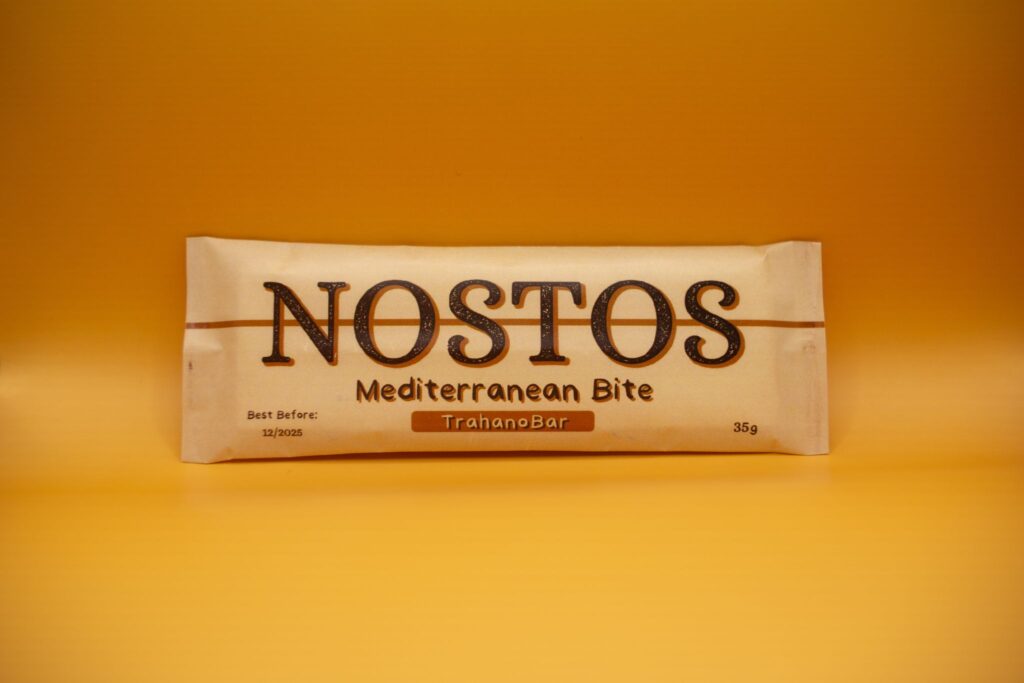 NOSTOS
Mediterranean Bite
TrahanoBar
Best Before:
12/2025
35g